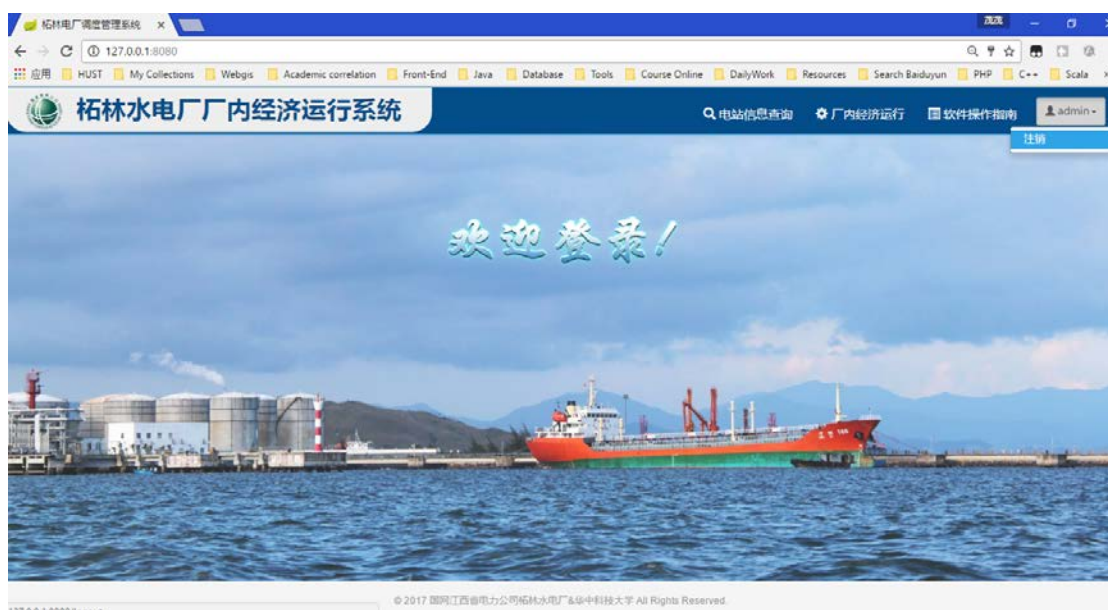 柘林电厂调度管理系统
茂茂
127.0.0.1:8080
应用 HUST My Collections Webgis Academic correlation Front-End Java Database Tools Course Online DailyWork Resources Search Baiduyun PHP C++ Scala
柘林水电厂厂内经济运行系统 电站信息查询 厂内经济运行 软件操作指南 admin
注销
欢迎登录!
© 2017 国网江西省电力公司柘林水电厂&华中科技大学 All Rights Reserved.